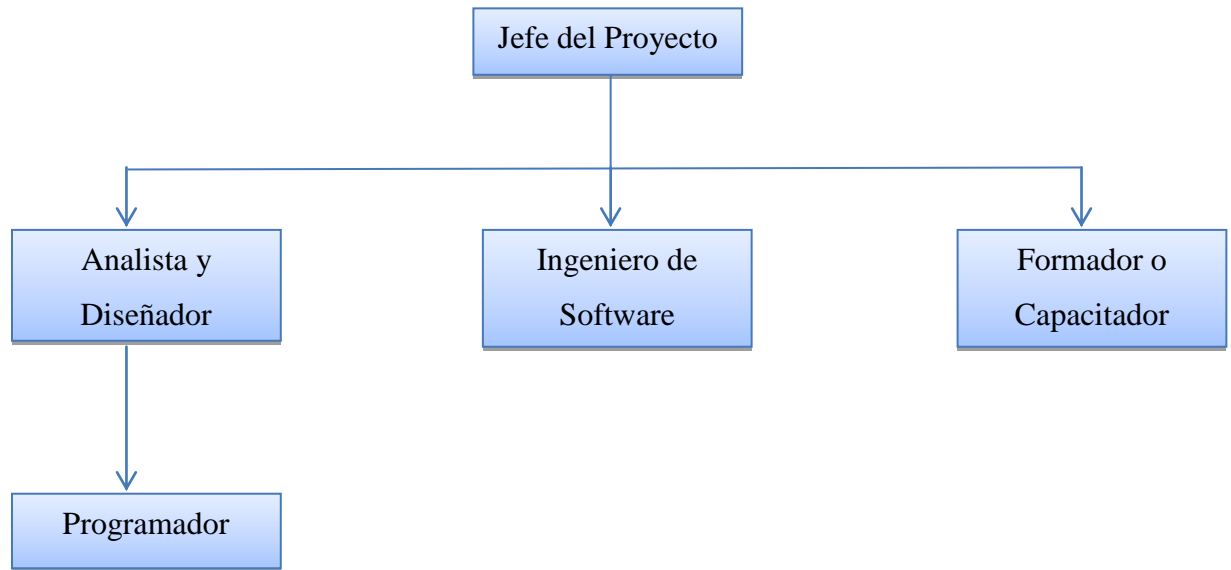 Jefe del Proyecto
Analista y
Diseñador
Ingeniero de
Software
Formador o
Capacitador
Programador